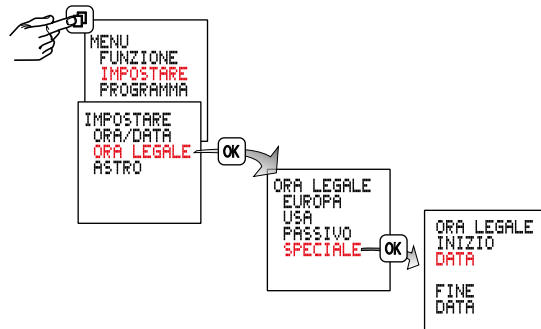 MENU
FUNZIONE
IMPOSTARE
PROGRAMMA
IMPOSTARE
ORA/DATA
ORA LEGALE
ASTRO
OK
ORA LEGALE
EUROPA
USA
PASSIVO
SPECIALE
OK
ORA LEGALE
INIZIO
DATA
FINE
DATA